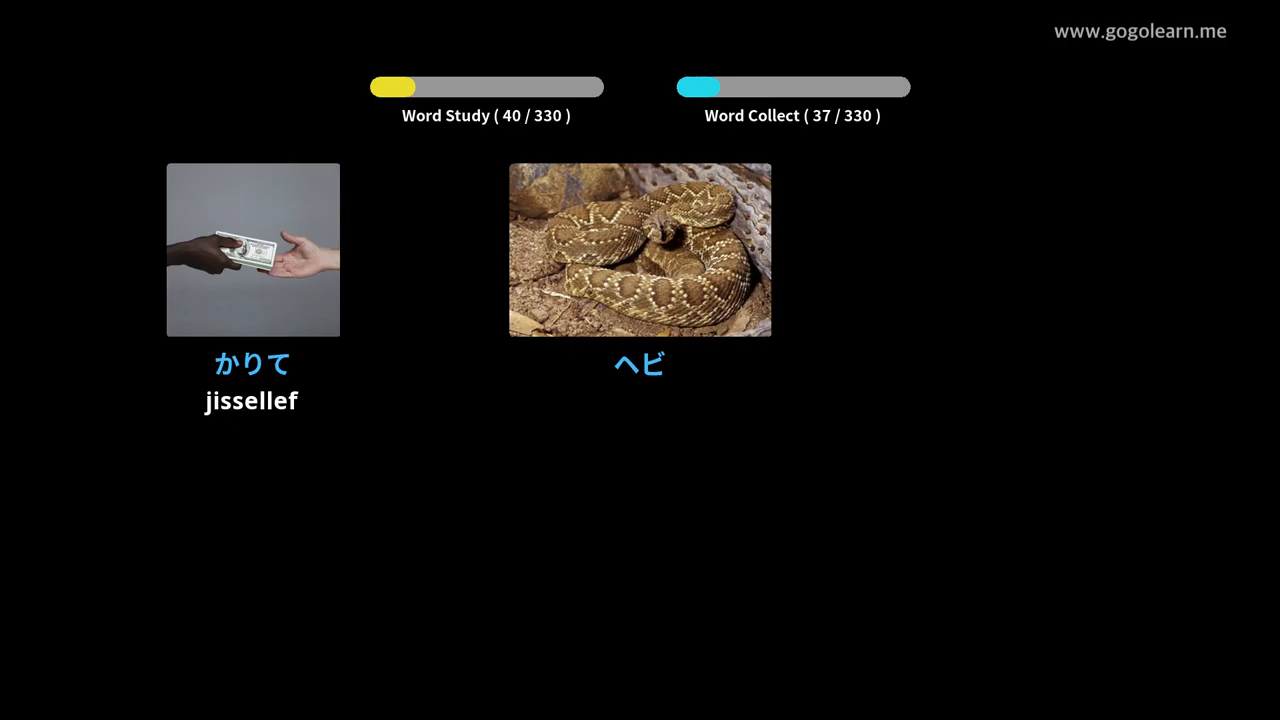 www.gogolearn.me
Word Study ( 40 / 330 )
Word Collect ( 37 / 330 )
かりて
ヘビ
jissellef